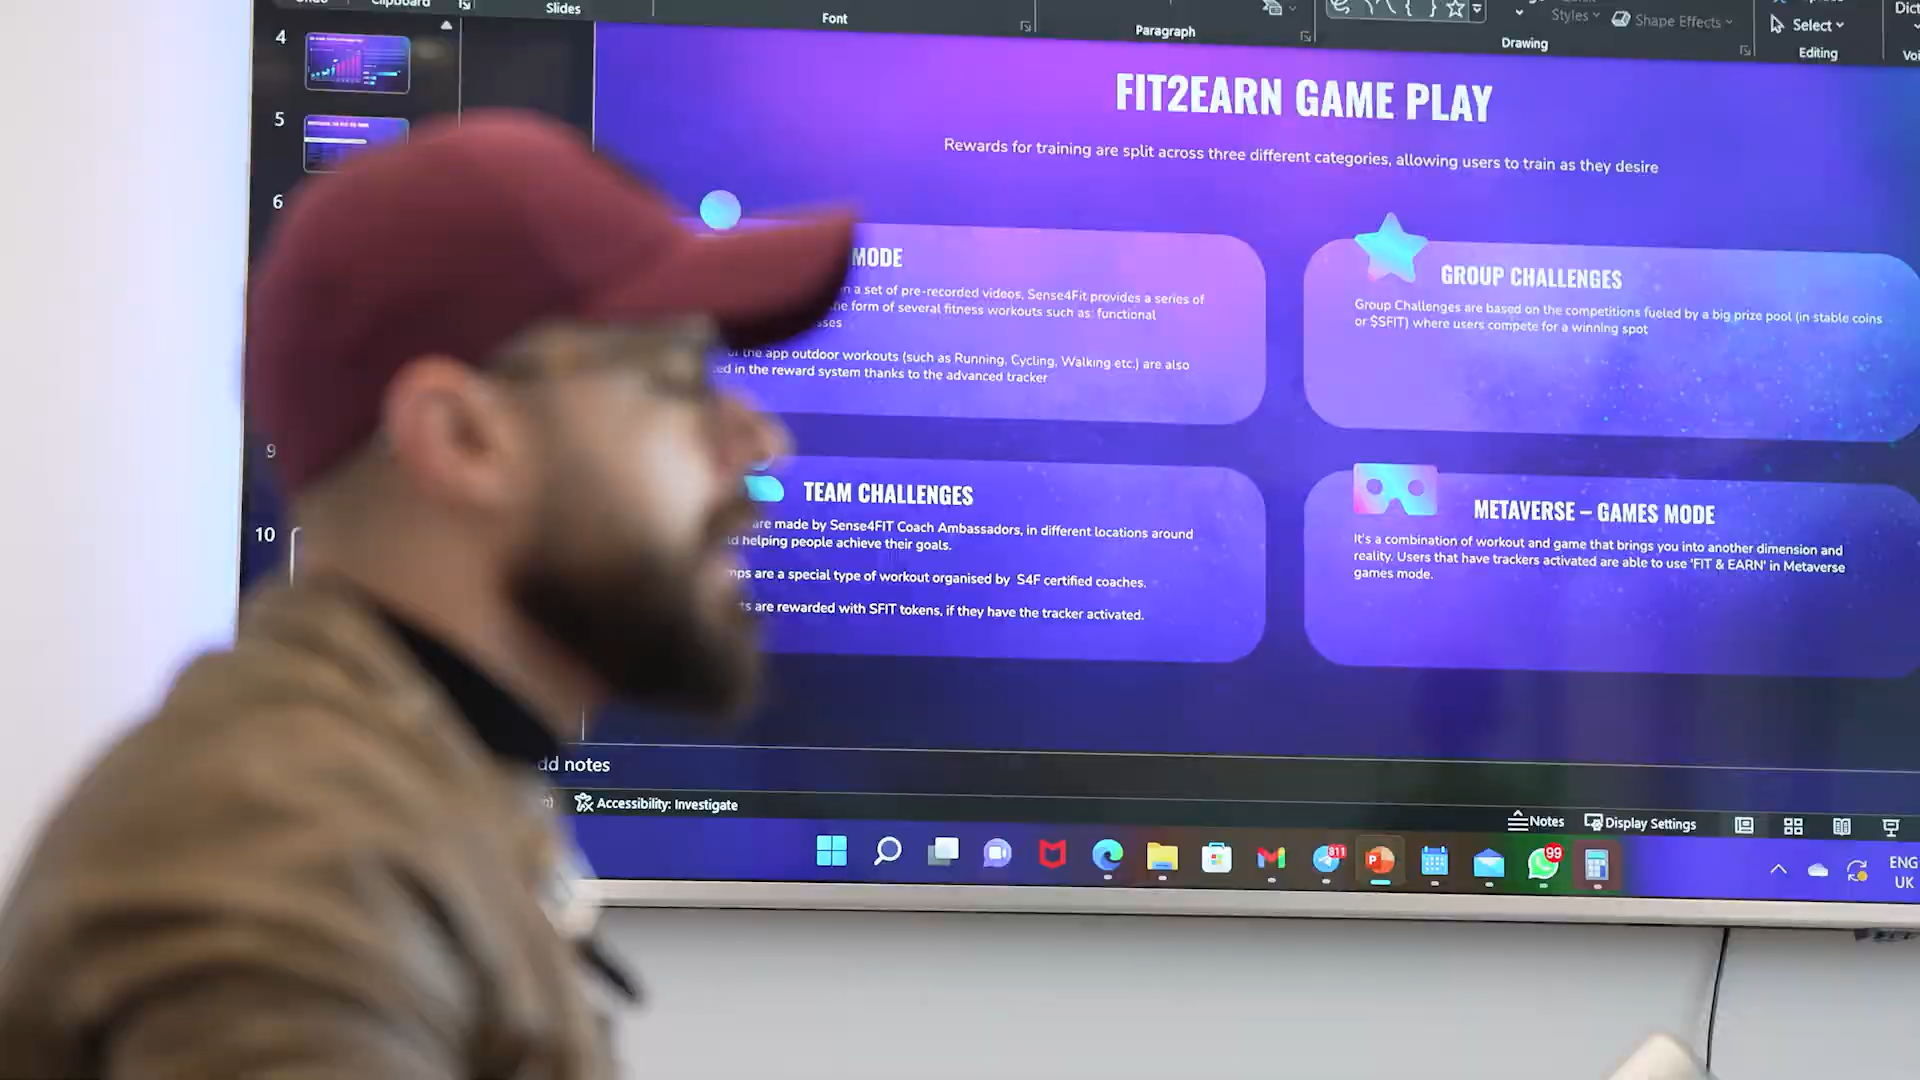 Clipboard
Slides
Font
Paragraph
Drawing
Styles
Shape Effects
Select
Editing
4
5
6
9
10
FIT2EARN GAME PLAY
Rewards for training are split across three different categories, allowing users to train as they desire
MODE
in a set of pre-recorded videos, Sense4Fit provides a series of
form of several fitness workouts such as: functional
the app outdoor workouts (such as Running, Cycling, Walking etc.) are also
in the reward system thanks to the advanced tracker
GROUP CHALLENGES
Group Challenges are based on the competitions fueled by a big prize pool (in stable coins
or $SFIT) where users compete for a winning spot
TEAM CHALLENGES
are made by Sense4FIT Coach Ambassadors, in different locations around
helping people achieve their goals.
are a special type of workout organised by S4F certified coaches.
are rewarded with SFIT tokens, if they have the tracker activated.
METAVERSE – GAMES MODE
It's a combination of workout and game that brings you into another dimension and
reality. Users that have trackers activated are able to use 'FIT & EARN' in Metaverse
games mode.
dd notes
Accessibility: Investigate
Notes
Display Settings
811
99
ENG
UK